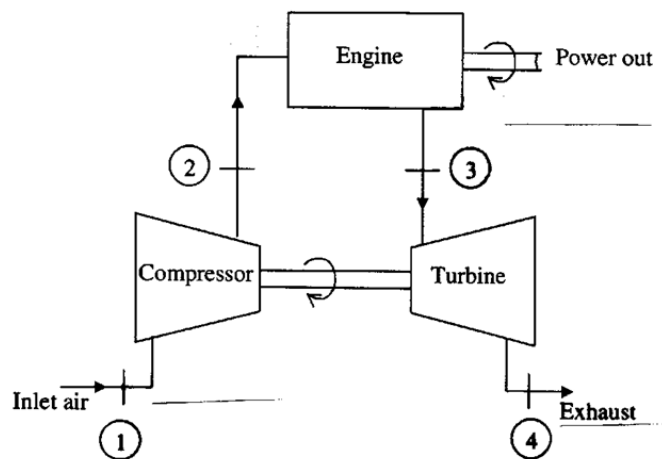 Engine
Power out
2
3
Compressor
Turbine
Inlet air
Exhaust
1
4